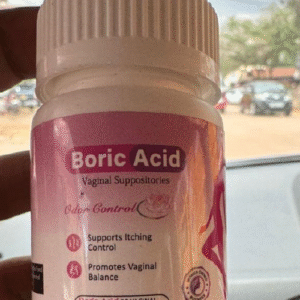 Boric Acid
Vaginal Suppositories
Odor Control
Supports Itching
Control
Promotes Vaginal
Balance